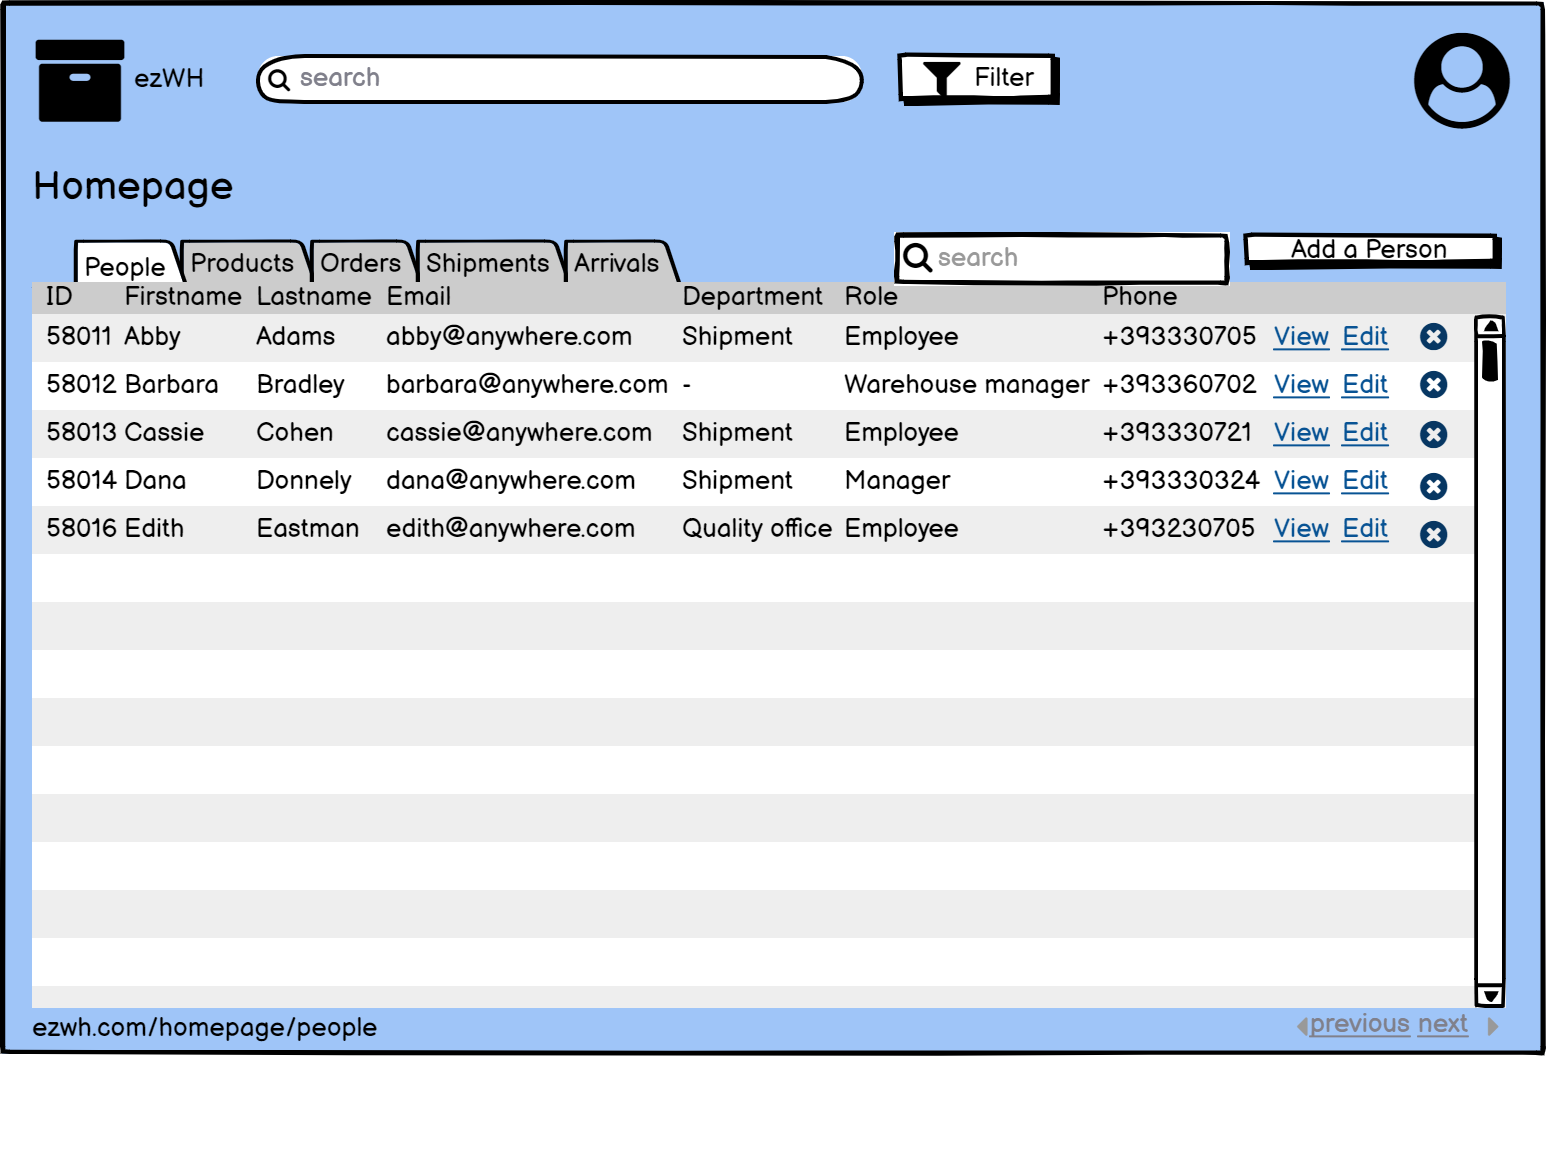 ezWH search Filter
Homepage
People Products Orders Shipments Arrivals search Add a Person
ID Firstname Lastname Email Department Role Phone
58011 Abby Adams abby@anywhere.com Shipment Employee +393330705 View Edit
58012 Barbara Bradley barbara@anywhere.com - Warehouse manager +393360702 View Edit
58013 Cassie Cohen cassie@anywhere.com Shipment Employee +393330721 View Edit
58014 Dana Donnely dana@anywhere.com Shipment Manager +393330324 View Edit
58016 Edith Eastman edith@anywhere.com Quality office Employee +393230705 View Edit
ezwh.com/homepage/people previous next